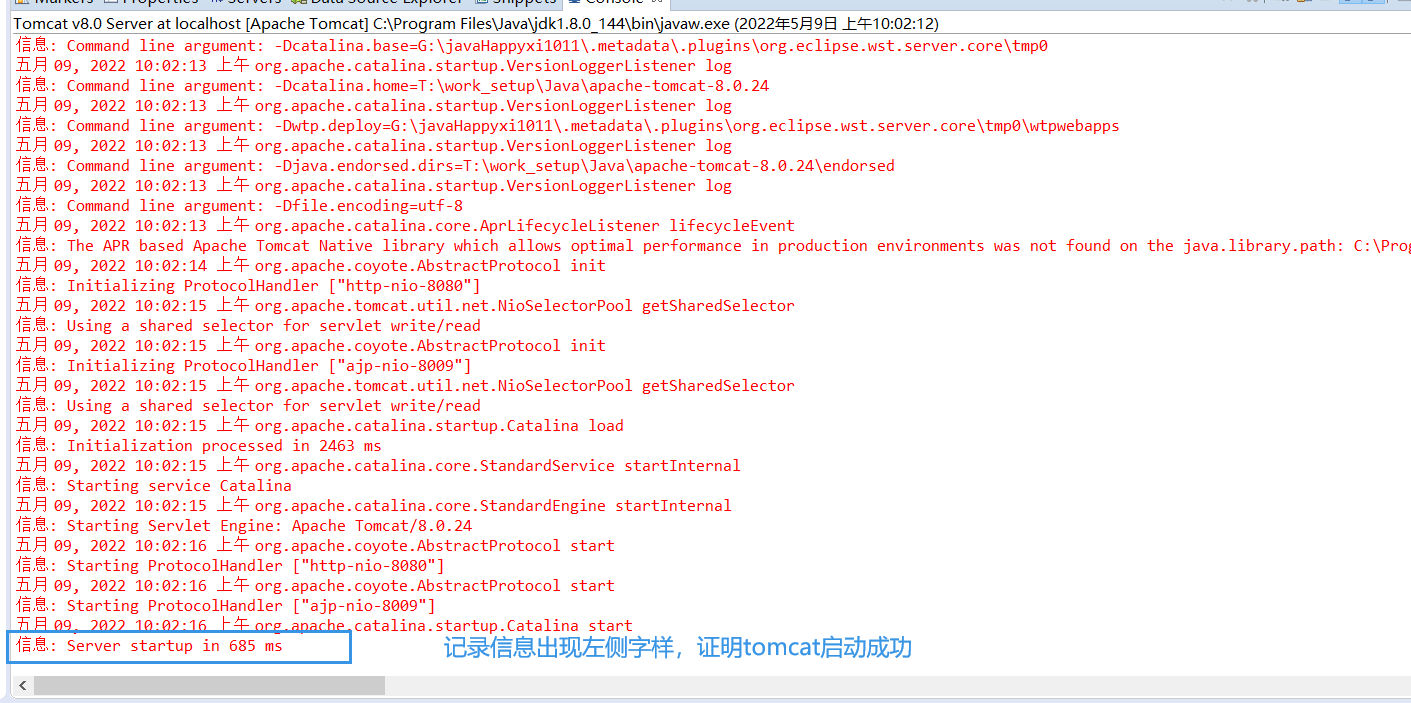 Markers Properties Servers Data Source Explorer Snippets Console
Tomcat v8.0 Server at localhost [Apache Tomcat] C:\Program Files\Java\jdk1.8.0_144\bin\javaw.exe (2022年5月9日 上午10:02:12)
信息: Command line argument: -Dcatalina.base=G:\javaHappyxi1011\.metadata\.plugins\org.eclipse.wst.server.core\tmp0
五月 09, 2022 10:02:13 上午 org.apache.catalina.startup.VersionLoggerListener log
信息: Command line argument: -Dcatalina.home=T:\work_setup\Java\apache-tomcat-8.0.24
五月 09, 2022 10:02:13 上午 org.apache.catalina.startup.VersionLoggerListener log
信息: Command line argument: -Dwtp.deploy=G:\javaHappyxi1011\.metadata\.plugins\org.eclipse.wst.server.core\tmp0\wtpwebapps
五月 09, 2022 10:02:13 上午 org.apache.catalina.startup.VersionLoggerListener log
信息: Command line argument: -Djava.endorsed.dirs=T:\work_setup\Java\apache-tomcat-8.0.24\endorsed
五月 09, 2022 10:02:13 上午 org.apache.catalina.startup.VersionLoggerListener log
信息: Command line argument: -Dfile.encoding=utf-8
五月 09, 2022 10:02:13 上午 org.apache.catalina.core.AprLifecycleListener lifecycleEvent
信息: The APR based Apache Tomcat Native library which allows optimal performance in production environments was not found on the java.library.path: C:\Prog
五月 09, 2022 10:02:14 上午 org.apache.coyote.AbstractProtocol init
信息: Initializing ProtocolHandler ["http-nio-8080"]
五月 09, 2022 10:02:15 上午 org.apache.tomcat.util.net.NioSelectorPool getSharedSelector
信息: Using a shared selector for servlet write/read
五月 09, 2022 10:02:15 上午 org.apache.coyote.AbstractProtocol init
信息: Initializing ProtocolHandler ["ajp-nio-8009"]
五月 09, 2022 10:02:15 上午 org.apache.tomcat.util.net.NioSelectorPool getSharedSelector
信息: Using a shared selector for servlet write/read
五月 09, 2022 10:02:15 上午 org.apache.catalina.startup.Catalina load
信息: Initialization processed in 2463 ms
五月 09, 2022 10:02:15 上午 org.apache.catalina.core.StandardService startInternal
信息: Starting service Catalina
五月 09, 2022 10:02:15 上午 org.apache.catalina.core.StandardEngine startInternal
信息: Starting Servlet Engine: Apache Tomcat/8.0.24
五月 09, 2022 10:02:16 上午 org.apache.coyote.AbstractProtocol start
信息: Starting ProtocolHandler ["http-nio-8080"]
五月 09, 2022 10:02:16 上午 org.apache.coyote.AbstractProtocol start
信息: Starting ProtocolHandler ["ajp-nio-8009"]
五月 09, 2022 10:02:16 上午 org.apache.catalina.startup.Catalina start
信息: Server startup in 685 ms
记录信息出现左侧字样，证明tomcat启动成功